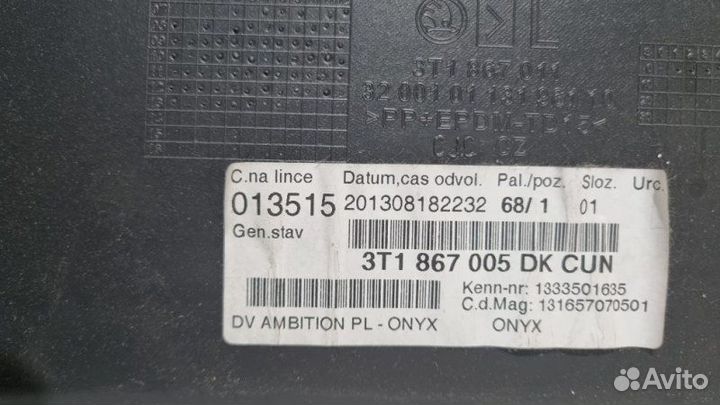 3T1 867 011
>PP+EPDM-TD15<
CZ
C.na lince Datum,cas odvol. Pal./poz. Sloz. Urc.
013515 201308182232 68/1 01
Gen.stav
3T1 867 005 DK CUN
Kenn-nr: 1333501635
C.d.Mag: 131657070501
DV AMBITION PL - ONYX ONYX
Avito